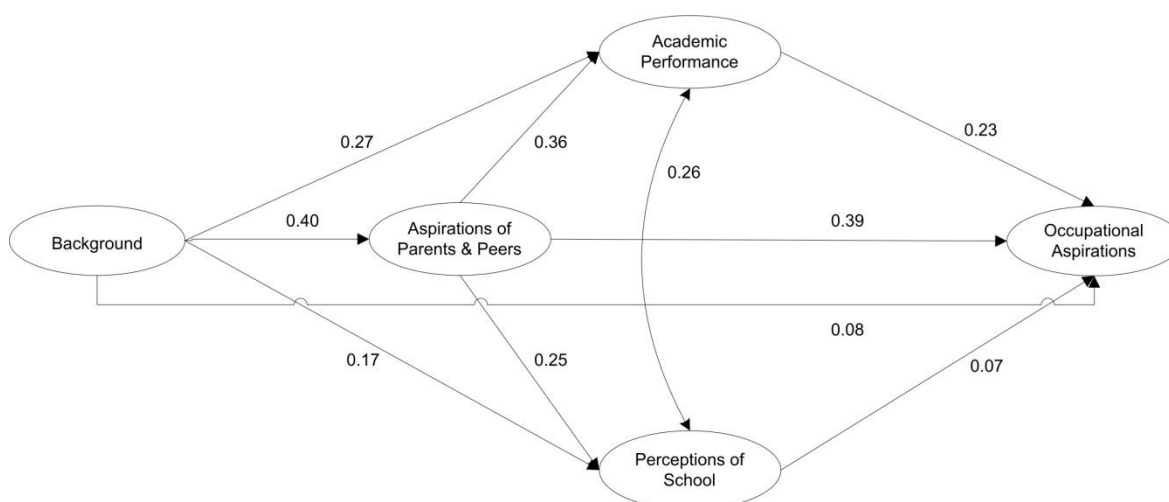 Academic
Performance
0.27
0.36
0.23
0.26
0.40
Aspirations of
Parents & Peers
0.39
Background
Occupational
Aspirations
0.17
0.25
0.08
0.07
Perceptions of
School